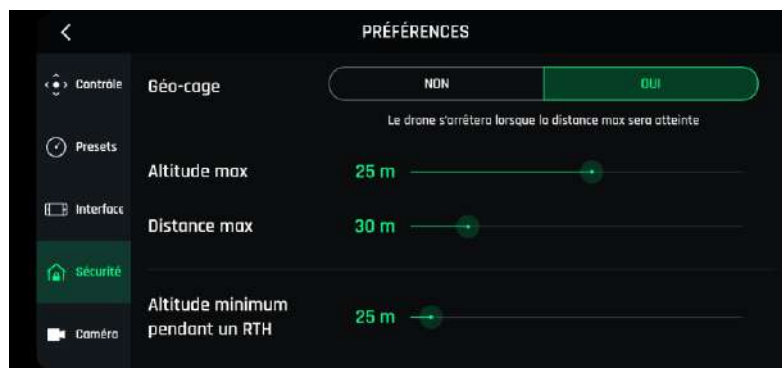 PRÉFÉRENCES
Contrôle
Géo-cage
NON
OUI
Le drone s'arrêtera lorsque la distance max sera atteinte
Presets
Altitude max
25 m
Interface
Distance max
30 m
Sécurité
Altitude minimum
pendant un RTH
25 m
Caméra